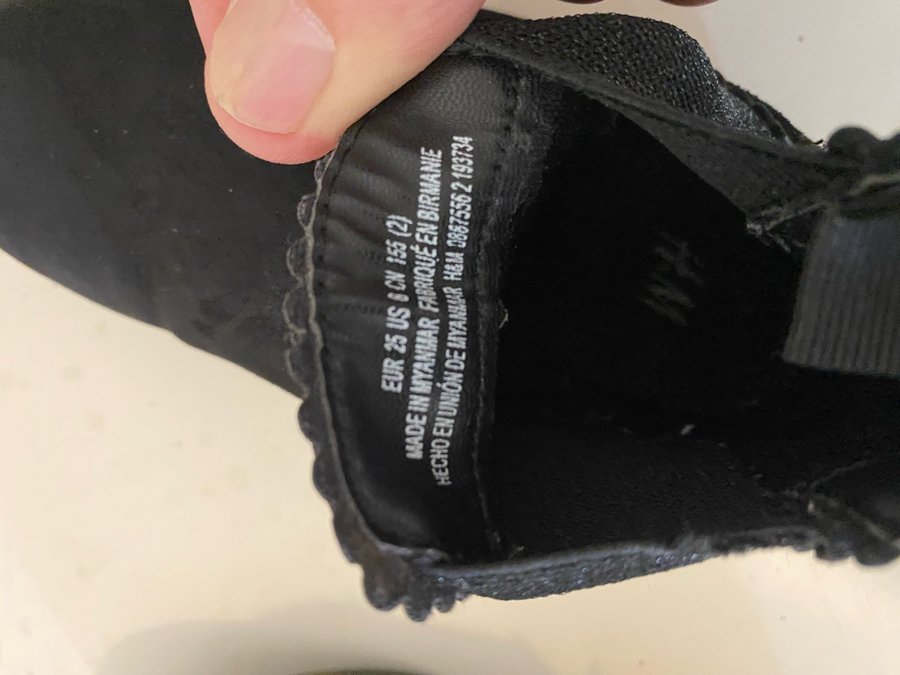 EUR 25 US 8 CN 155 (2)
MADE IN MYANMAR FABRIQUÉ EN BIRMANIE
HECHO EN UNIÓN DE MYANMAR H&M 0867556 2 193734
H&M